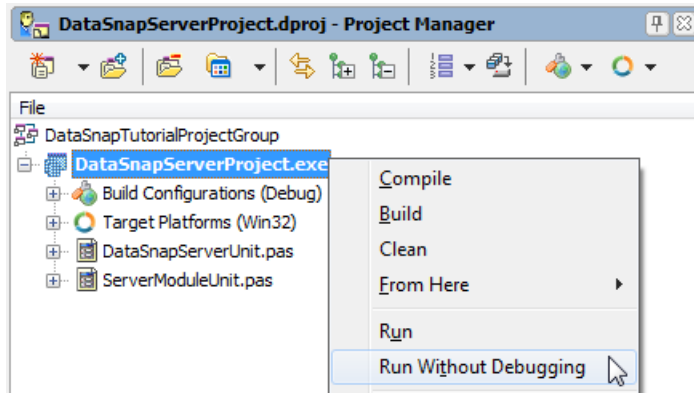 DataSnapServerProject.dproj - Project Manager
File
DataSnapTutorialProjectGroup
DataSnapServerProject.exe
Build Configurations (Debug)
Target Platforms (Win32)
DataSnapServerUnit.pas
ServerModuleUnit.pas
Compile
Build
Clean
From Here
Run
Run Without Debugging